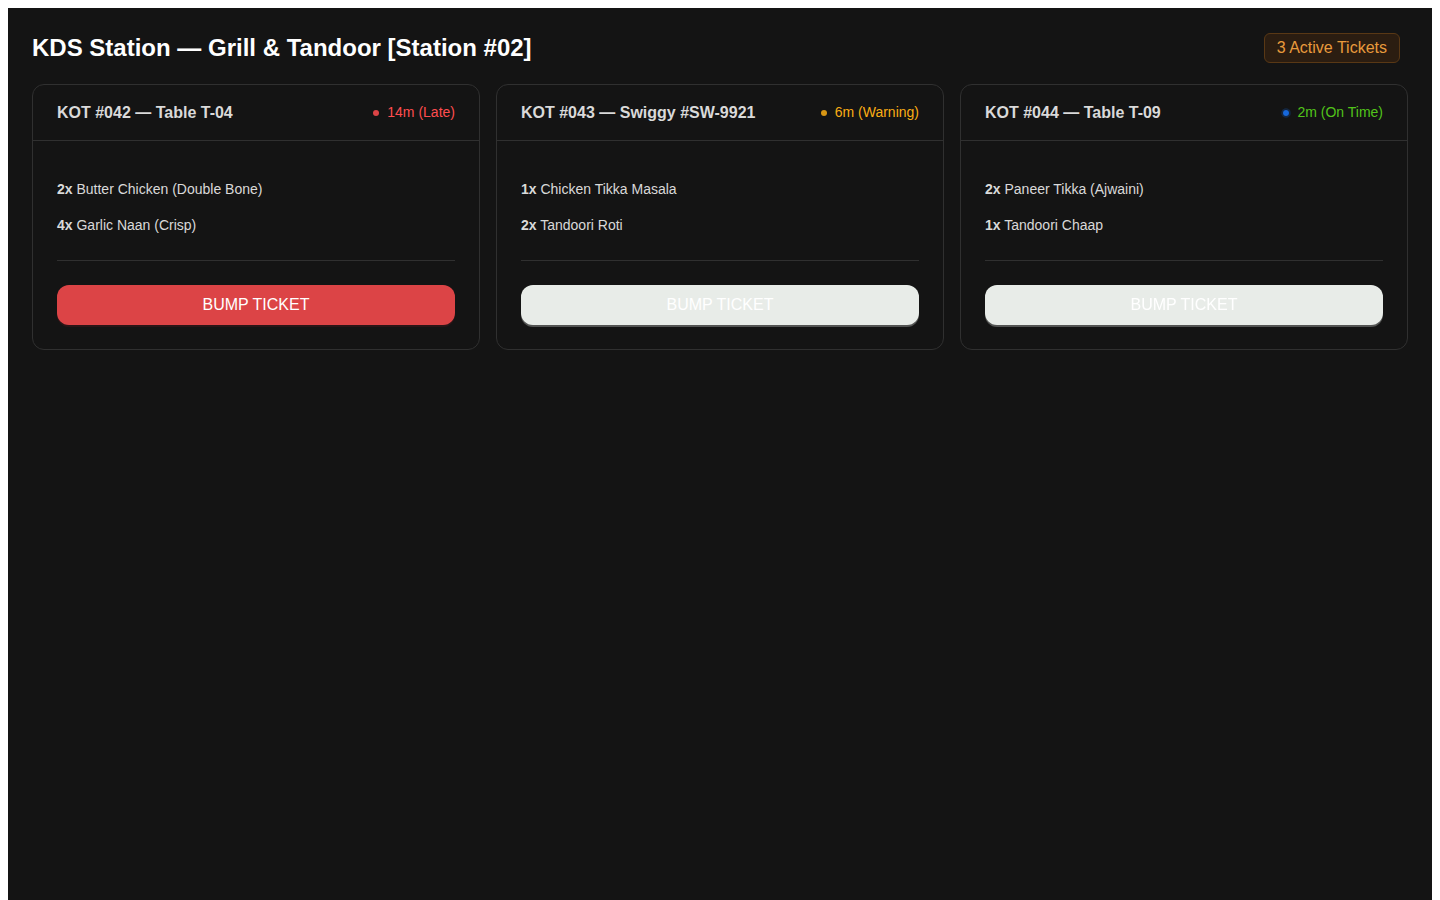 KDS Station — Grill & Tandoor [Station #02]
3 Active Tickets
KOT #042 — Table T-04
14m (Late)
2x Butter Chicken (Double Bone)
4x Garlic Naan (Crisp)
BUMP TICKET
KOT #043 — Swiggy #SW-9921
6m (Warning)
1x Chicken Tikka Masala
2x Tandoori Roti
BUMP TICKET
KOT #044 — Table T-09
2m (On Time)
2x Paneer Tikka (Ajwaini)
1x Tandoori Chaap
BUMP TICKET